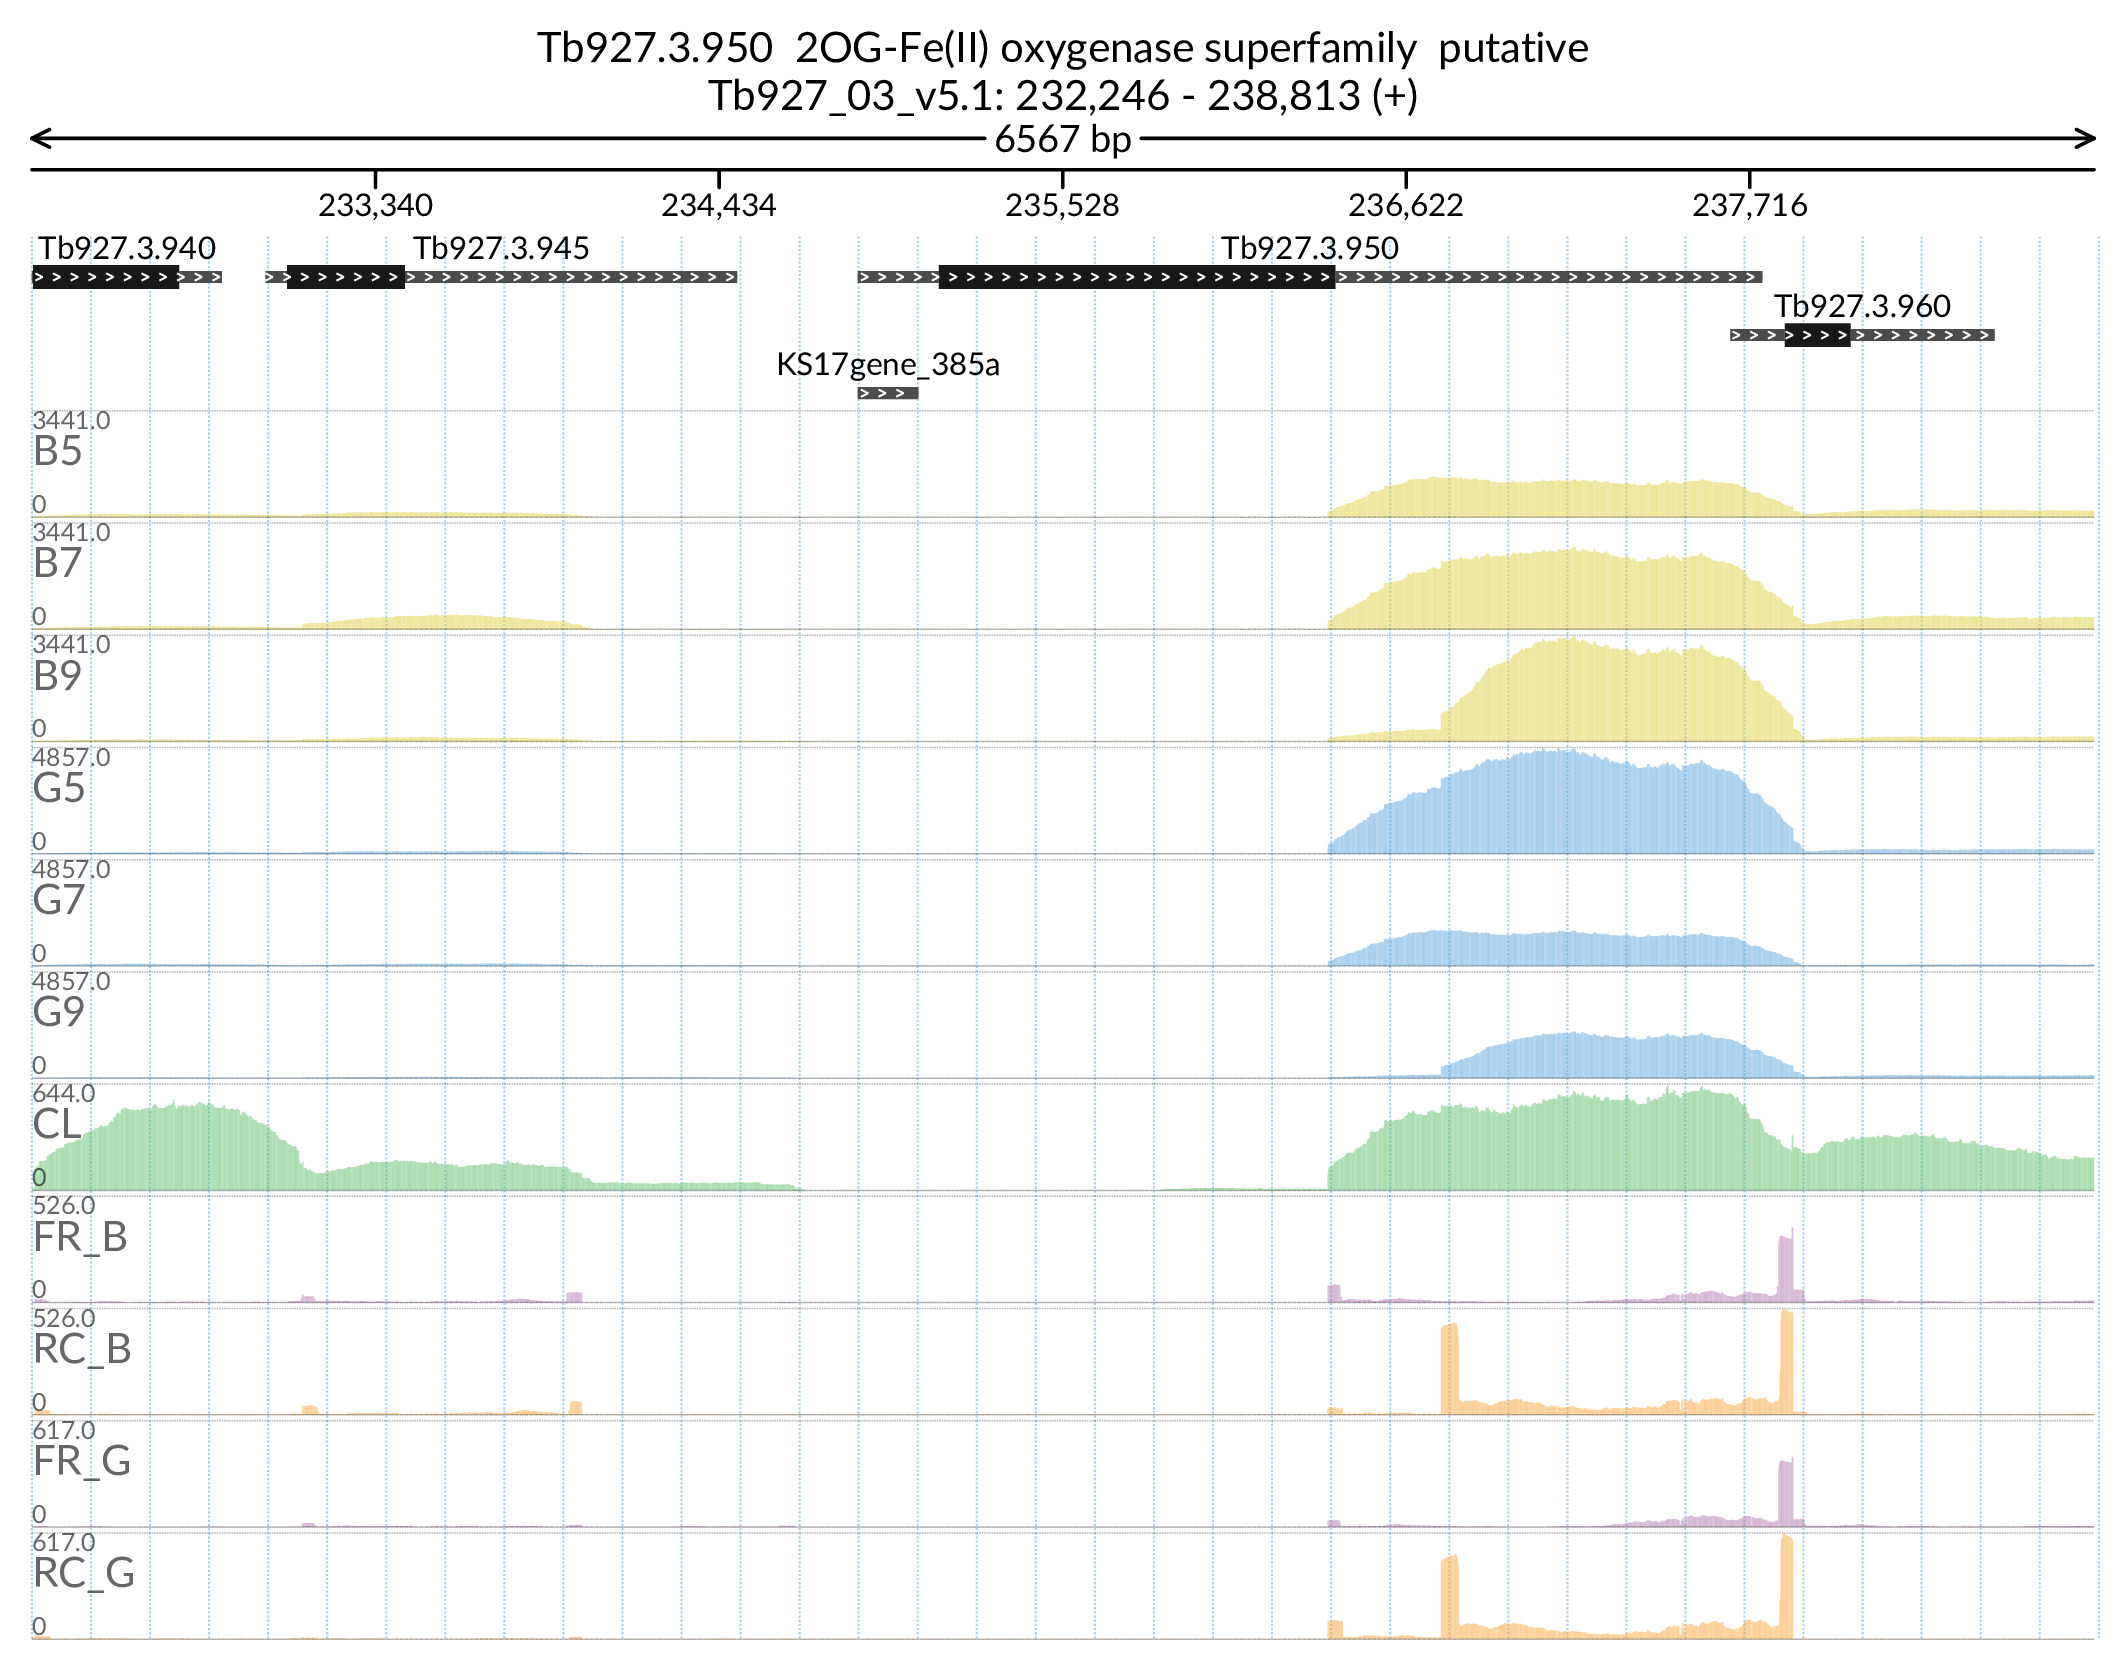 Tb927.3.950  2OG-Fe(II) oxygenase superfamily  putative
Tb927_03_v5.1: 232,246 - 238,813 (+)
6567 bp
233,340 234,434 235,528 236,622 237,716
Tb927.3.940 Tb927.3.945 Tb927.3.950
Tb927.3.960
KS17gene_385a
3441.0
B5
0
3441.0
B7
0
3441.0
B9
0
4857.0
G5
0
4857.0
G7
0
4857.0
G9
0
644.0
CL
0
526.0
FR_B
0
526.0
RC_B
0
617.0
FR_G
0
617.0
RC_G
0